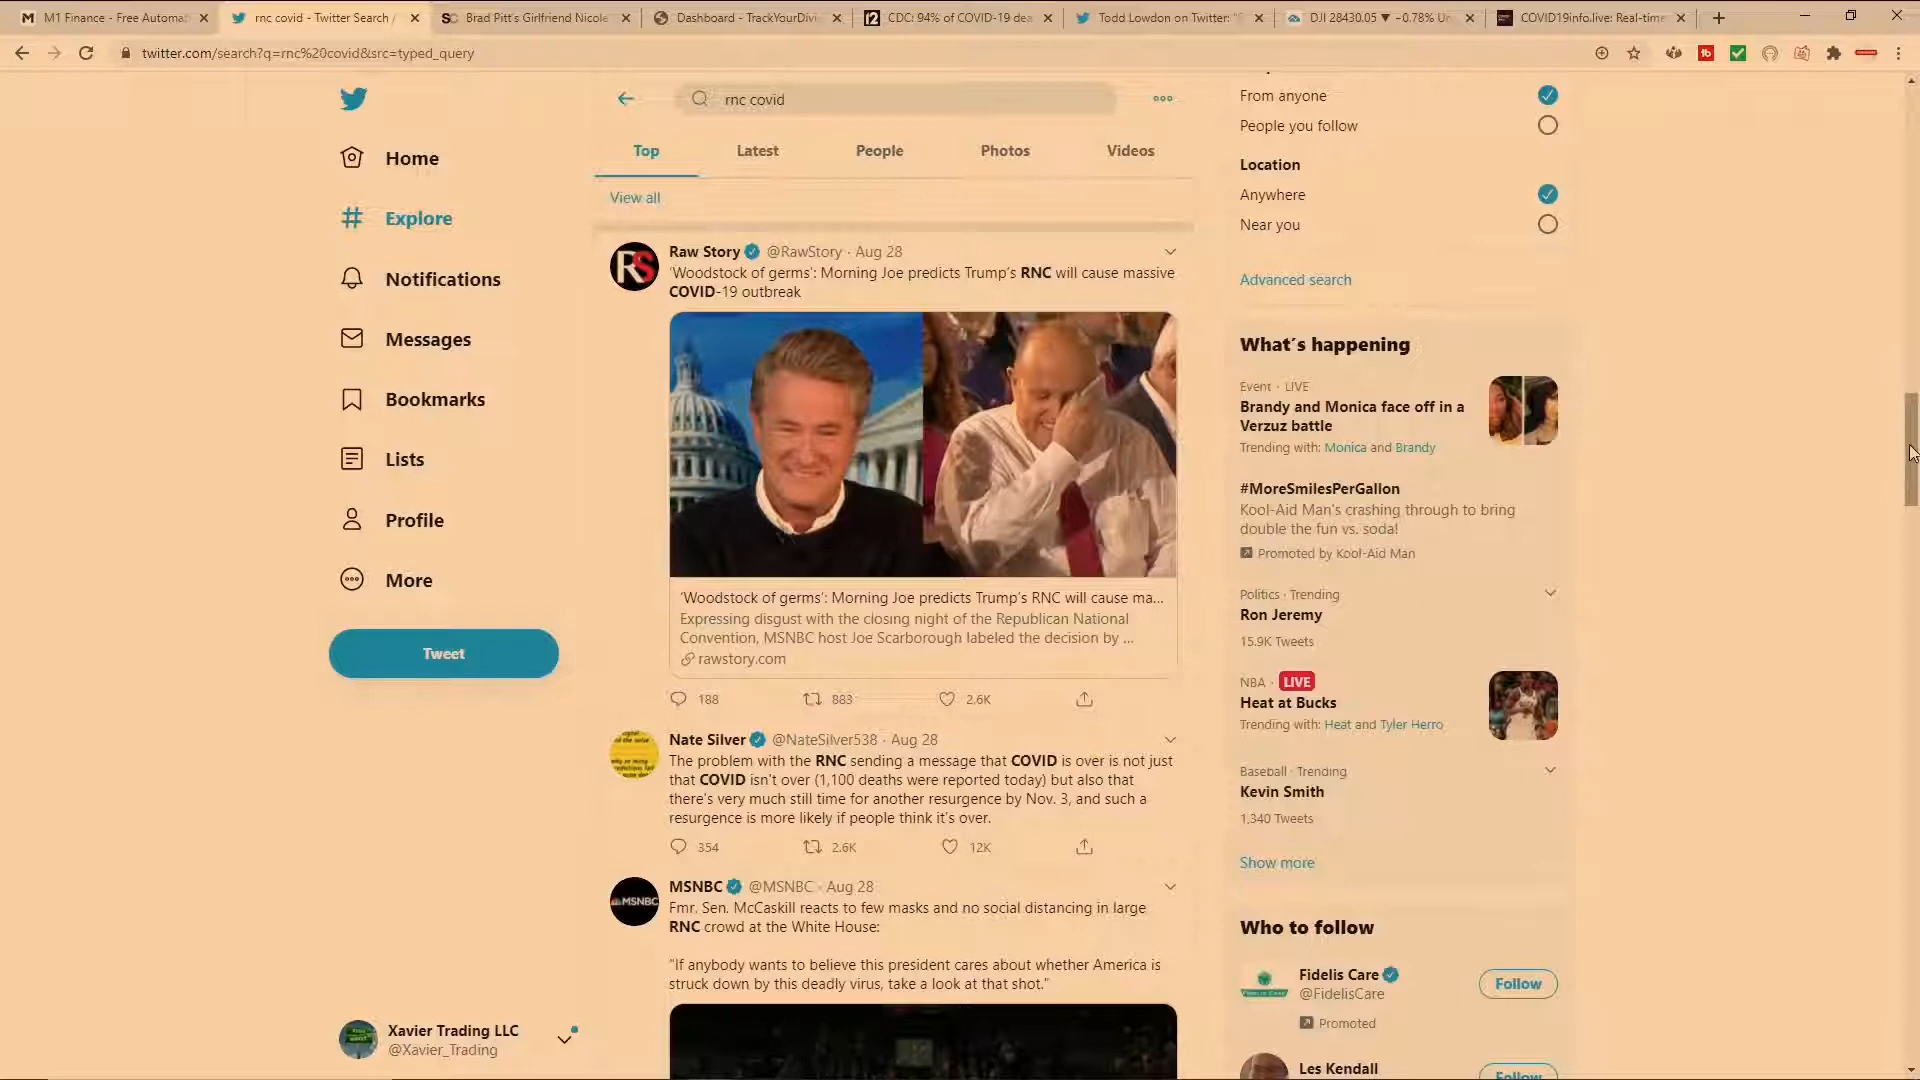 M1 Finance - Free Automa
rnc covid - Twitter Search /
Brad Pitt's Girlfriend Nicole
Dashboard - TrackYourDivi
CDC: 94% of COVID-19 dea
Todd Lowdon on Twitter: "
DJI 28430.05 ▼ −0.78% Un
COVID19info.live: Real-time
twitter.com/search?q=rnc%20covid&src=typed_query
Home
Explore
Notifications
Messages
Bookmarks
Lists
Profile
More
Tweet
Xavier Trading LLC
@Xavier_Trading
rnc covid
Top
Latest
People
Photos
Videos
View all
Raw Story @RawStory · Aug 28
'Woodstock of germs': Morning Joe predicts Trump's RNC will cause massive
COVID-19 outbreak
RS
'Woodstock of germs': Morning Joe predicts Trump's RNC will cause ma...
Expressing disgust with the closing night of the Republican National
Convention, MSNBC host Joe Scarborough labeled the decision by ...
rawstory.com
188
883
2.6K
Nate Silver @NateSilver538 · Aug 28
The problem with the RNC sending a message that COVID is over is not just
that COVID isn't over (1,100 deaths were reported today) but also that
there's very much still time for another resurgence by Nov. 3, and such a
resurgence is more likely if people think it's over.
354
2.6K
12K
MSNBC @MSNBC · Aug 28
MSNBC
Fmr. Sen. McCaskill reacts to few masks and no social distancing in large
RNC crowd at the White House:
"If anybody wants to believe this president cares about whether America is
struck down by this deadly virus, take a look at that shot."
From anyone
People you follow
Location
Anywhere
Near you
Advanced search
What's happening
Event · LIVE
Brandy and Monica face off in a
Verzuz battle
Trending with: Monica and Brandy
#MoreSmilesPerGallon
Kool-Aid Man's crashing through to bring
double the fun vs. soda!
Promoted by Kool-Aid Man
Politics · Trending
Ron Jeremy
15.9K Tweets
NBA · LIVE
Heat at Bucks
Trending with: Heat and Tyler Herro
Baseball · Trending
Kevin Smith
1,340 Tweets
Show more
Who to follow
Fidelis Care
@FidelisCare
Follow
Promoted
Les Kendall
Follow